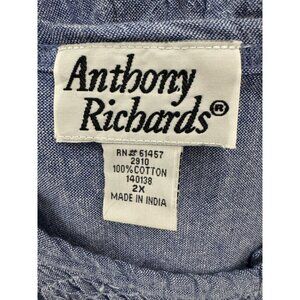 Anthony
Richards®
RN# 61457
2910
100% COTTON
140138
2X
MADE IN INDIA